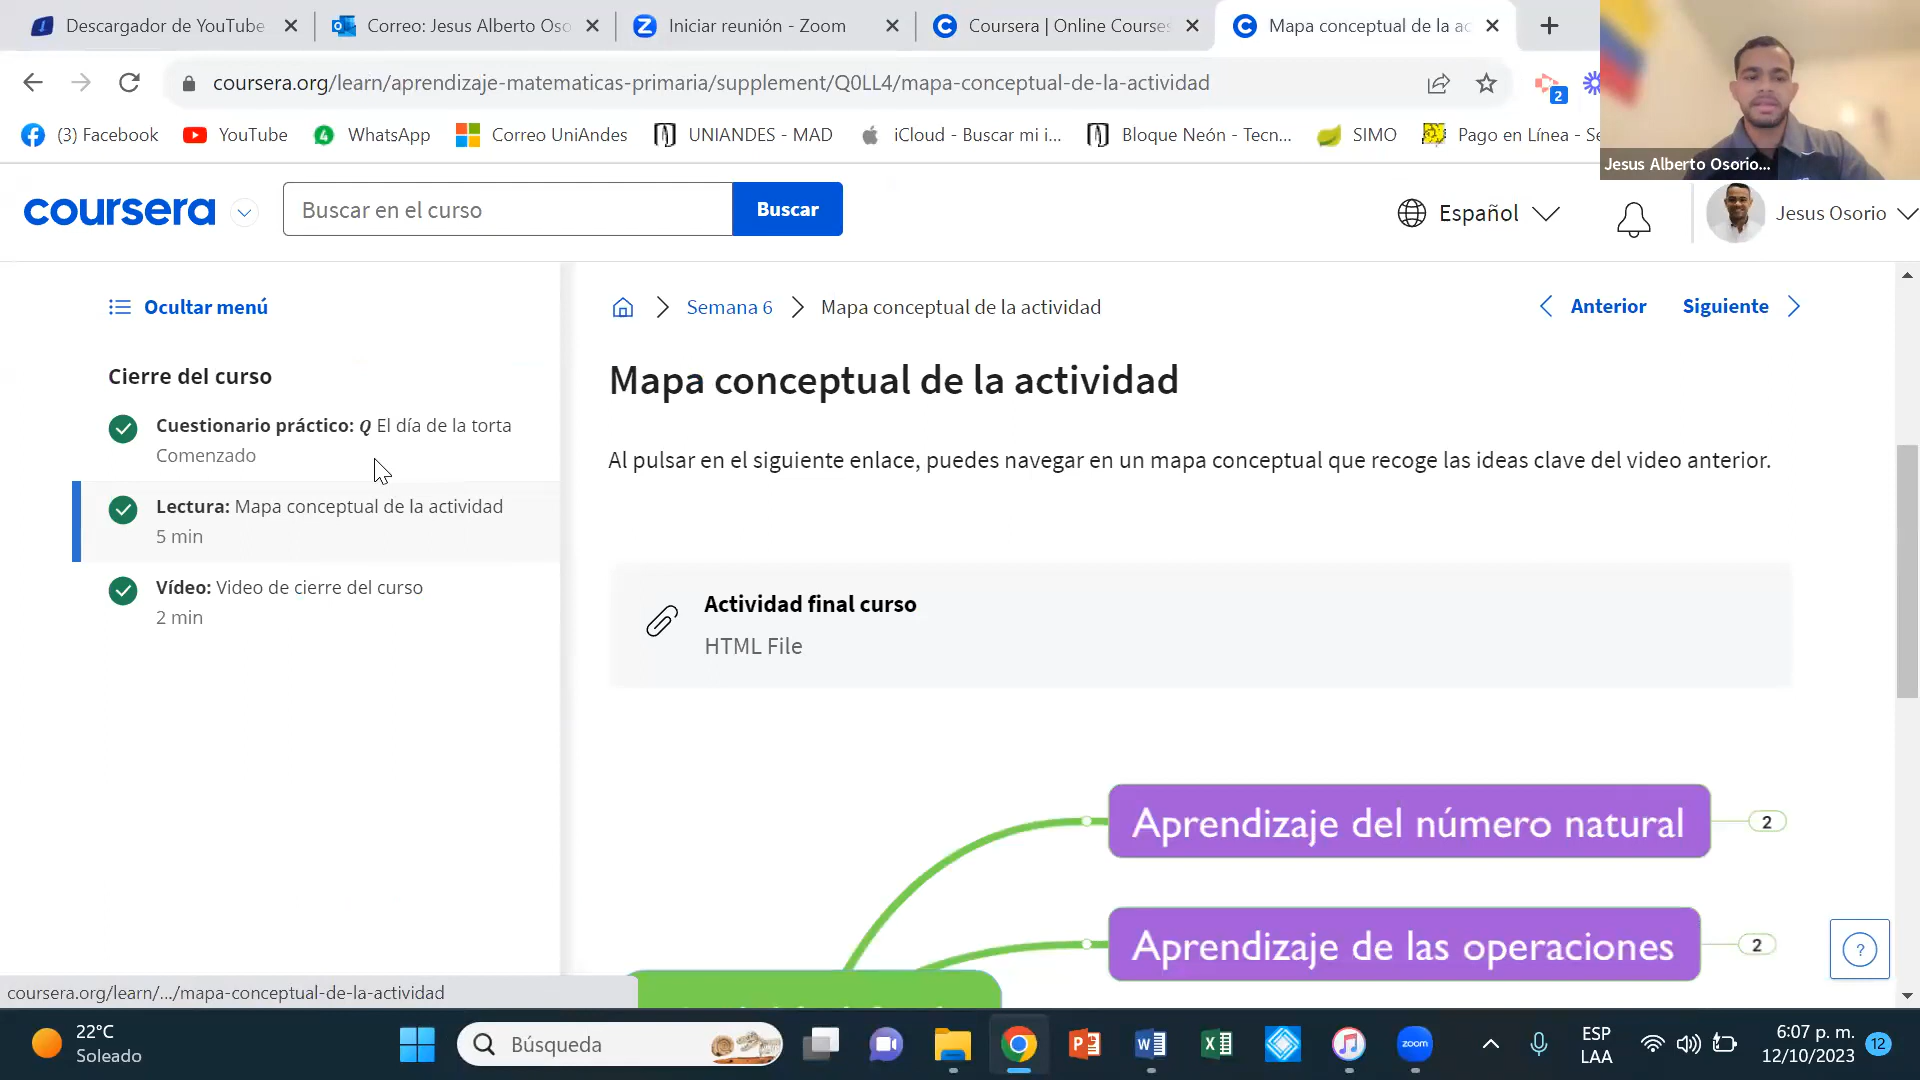 Descargador de YouTube
Correo: Jesus Alberto Oso
Iniciar reunión - Zoom
Coursera | Online Courses
Mapa conceptual de la ac
coursera.org/learn/aprendizaje-matematicas-primaria/supplement/Q0LL4/mapa-conceptual-de-la-actividad
2
(3) Facebook
YouTube
4
WhatsApp
Correo UniAndes
UNIANDES - MAD
iCloud - Buscar mi i...
Bloque Neón - Tecn...
SIMO
Pago en Línea - Se
Jesus Alberto Osorio...
coursera
Buscar en el curso
Buscar
Español
Jesus Osorio
Ocultar menú
Semana 6
Mapa conceptual de la actividad
Anterior
Siguiente
Cierre del curso
Cuestionario práctico: Q El día de la torta
Comenzado
Lectura: Mapa conceptual de la actividad
5 min
Vídeo: Video de cierre del curso
2 min
Mapa conceptual de la actividad
Al pulsar en el siguiente enlace, puedes navegar en un mapa conceptual que recoge las ideas clave del video anterior.
Actividad final curso
HTML File
Aprendizaje del número natural
2
Aprendizaje de las operaciones
2
?
coursera.org/learn/.../mapa-conceptual-de-la-actividad
22°C
Soleado
Búsqueda
zoom
ESP
LAA
6:07 p. m.
12/10/2023
12